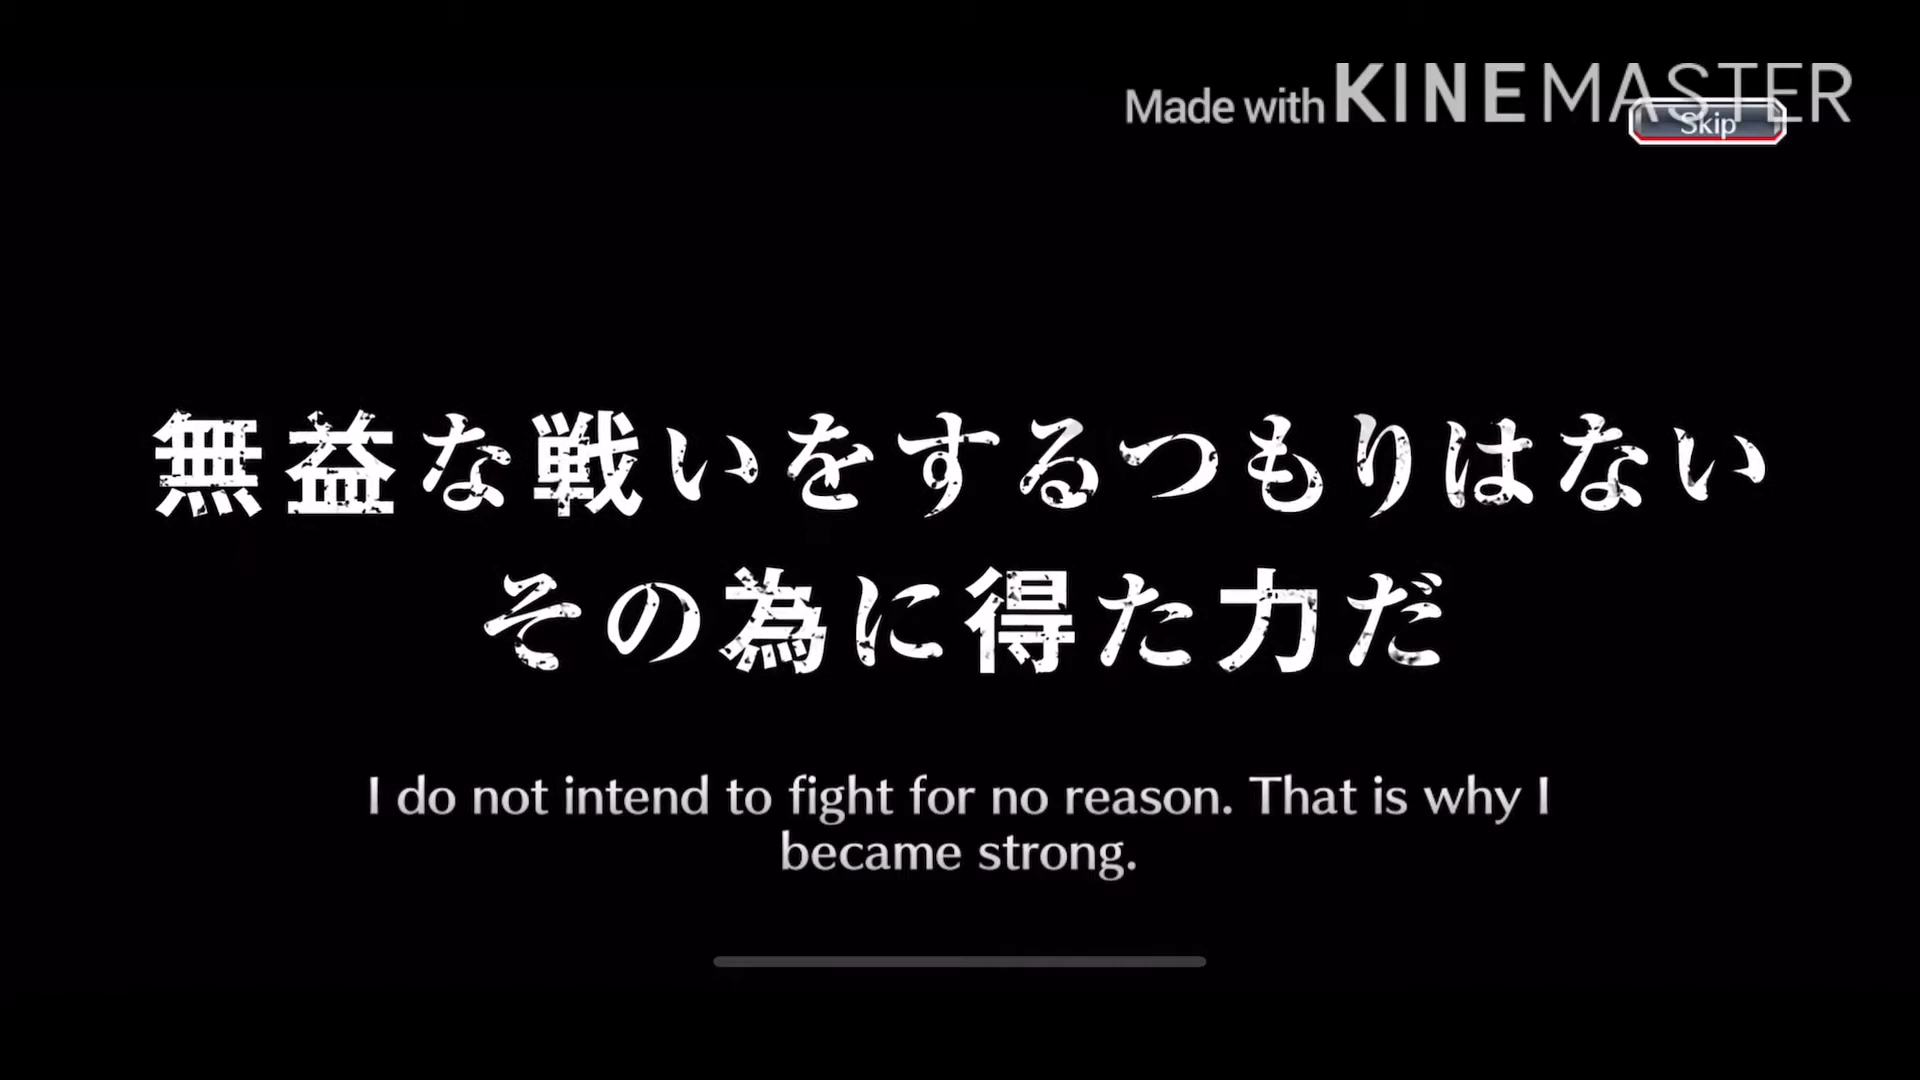 Made with KINEMASTER
Skip
無益な戦いをするつもりはない
その為に得た力だ
I do not intend to fight for no reason. That is why I
became strong.